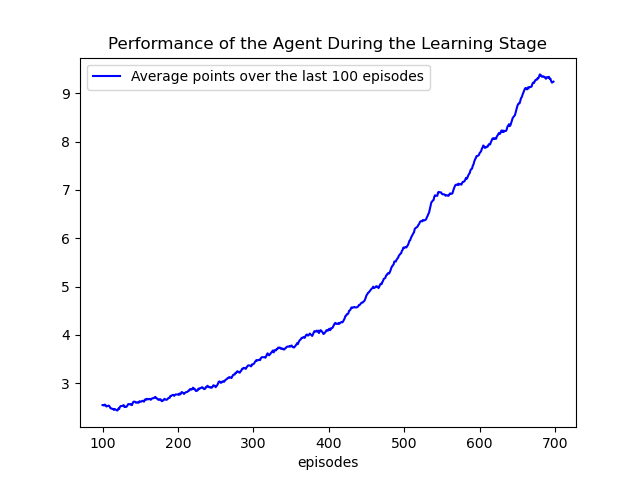 Performance of the Agent During the Learning Stage
Average points over the last 100 episodes
9
8
7
6
5
4
3
100 200 300 400 500 600 700
episodes